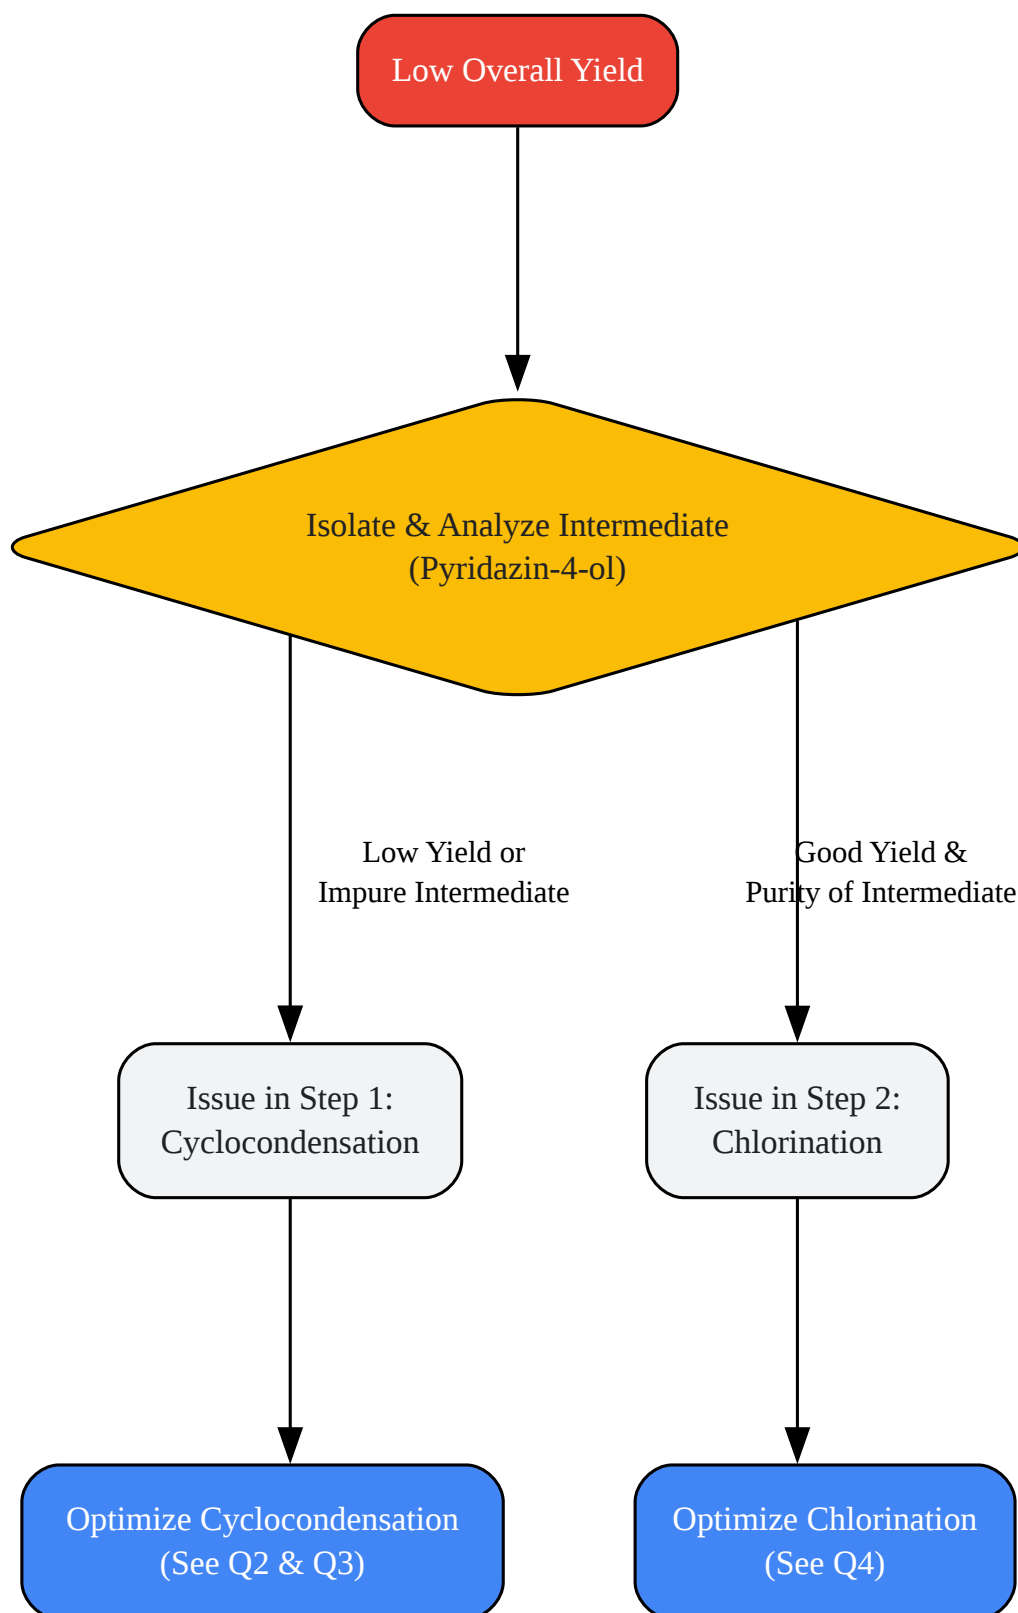 Low Overall Yield
Isolate & Analyze Intermediate
(Pyridazin-4-ol)
Low Yield or
Impure Intermediate
Good Yield &
Purity of Intermediate
Issue in Step 1:
Cyclocondensation
Issue in Step 2:
Chlorination
Optimize Cyclocondensation
(See Q2 & Q3)
Optimize Chlorination
(See Q4)